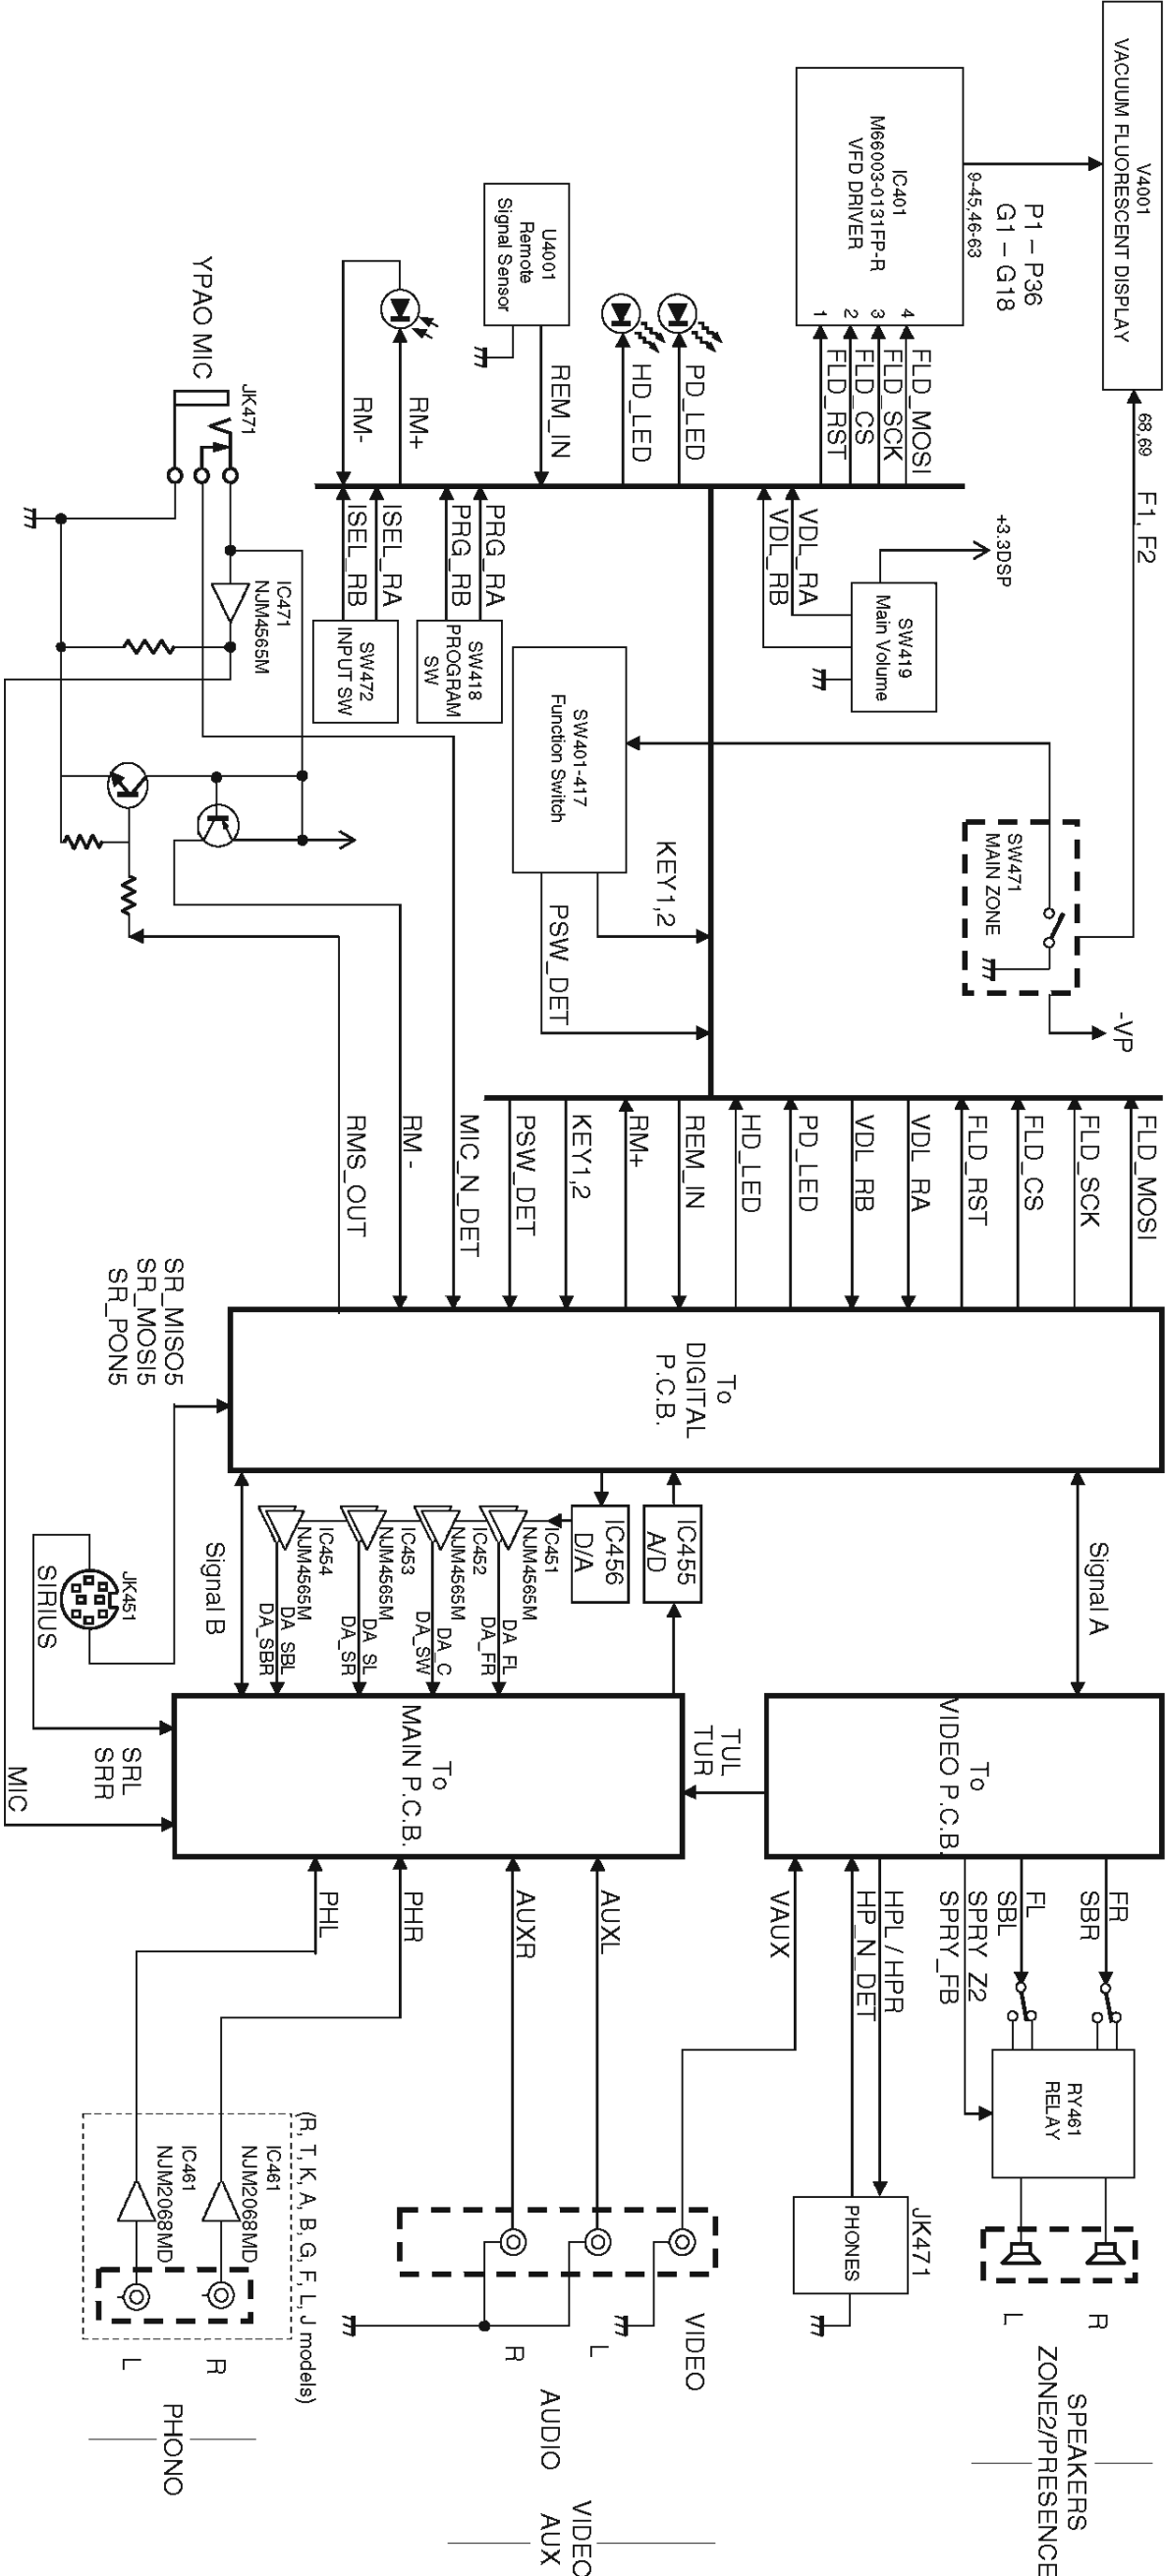 V4001
VACUUM FLUORESCENT DISPLAY
68,69
F1, F2
P1 – P36
G1 – G18
9-45,46-63
IC401
M66003-0131FP-R
VFD DRIVER
4
3
2
1
FLD_MOSI
FLD_SCK
FLD_CS
FLD_RST
PD_LED
HD_LED
U4001
Remote
Signal Sensor
REM_IN
RM+
RM-
YPAO MIC
JK471
+3.3DSP
SW419
Main Volume
VDL_RA
VDL_RB
PRG_RA
PRG_RB
ISEL_RA
ISEL_RB
SW418
PROGRAM
SW
SW472
INPUT SW
IC471
NJM4565M
SW401-417
Function Switch
KEY1,2
PSW_DET
SW471
MAIN ZONE
-VP
FLD_MOSI
FLD_SCK
FLD_CS
FLD_RST
VDL_RA
VDL_RB
PD_LED
HD_LED
REM_IN
RM+
KEY1,2
PSW_DET
MIC_N_DET
RM -
RMS_OUT
SR_MISO5
SR_MOSI5
SR_PON5
To
DIGITAL
P.C.B.
Signal A
IC455
A/D
IC456
D/A
IC451
NJM4565M
IC452
NJM4565M
IC453
NJM4565M
IC454
NJM4565M
DA_FL
DA_FR
DA_C
DA_SW
DA_SL
DA_SR
DA_SBL
DA_SBR
Signal B
JK451
SIRIUS
To
VIDEO P.C.B.
TUL
TUR
To
MAIN P.C.B.
SRL
SRR
MIC
FR
SBR
FL
SBL
SPRY_Z2
SPRY_FB
HPL / HPR
HP_N_DET
VAUX
AUXL
AUXR
PHR
PHL
RY461
RELAY
JK471
PHONES
(R, T, K, A, B, G, F, L, J models)
IC461
NJM2068MD
IC461
NJM2068MD
R
L
SPEAKERS
ZONE2/PRESENCE
VIDEO
L
R
AUDIO
VIDEO
AUX
R
L
PHONO